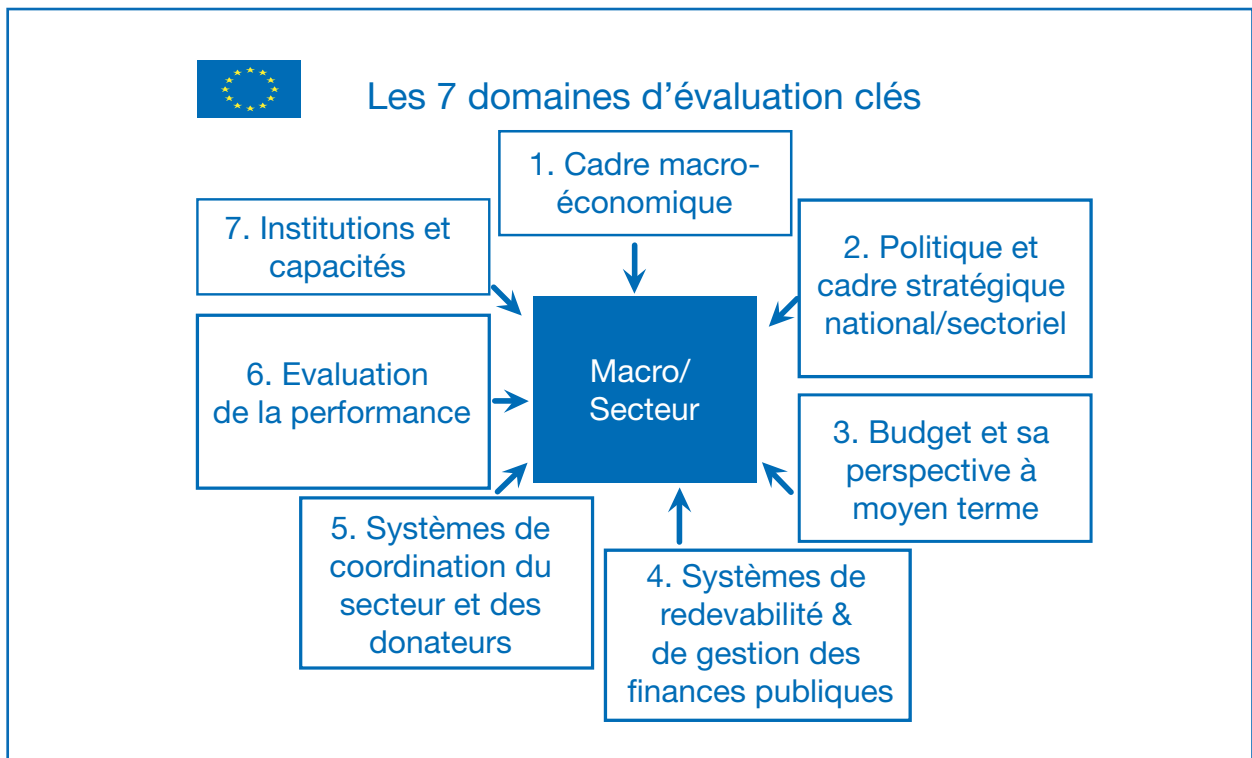 Les 7 domaines d'évaluation clés
1. Cadre macro-
économique
2. Politique et
cadre stratégique
national/sectoriel
3. Budget et sa
perspective à
moyen terme
4. Systèmes de
redevabilité &
de gestion des
finances publiques
5. Systèmes de
coordination du
secteur et des
donateurs
6. Evaluation
de la performance
7. Institutions et
capacités
Macro/
Secteur